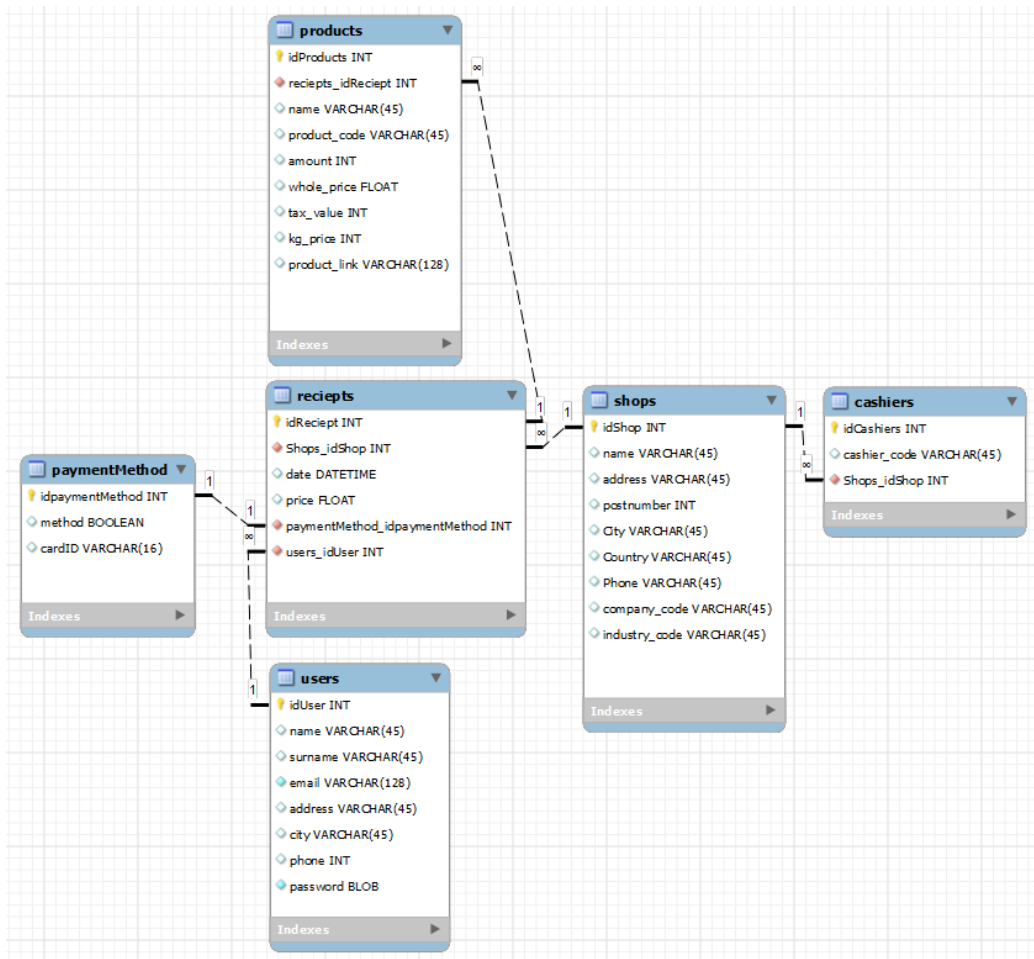 products
idProducts INT
reciepts_idReciept INT
name VARCHAR(45)
product_code VARCHAR(45)
amount INT
whole_price FLOAT
tax_value INT
kg_price INT
product_link VARCHAR(128)
Indexes
∞
1
reciepts
idReciept INT
Shops_idShop INT
date DATETIME
price FLOAT
paymentMethod_idpaymentMethod INT
users_idUser INT
Indexes
∞
1
shops
idShop INT
name VARCHAR(45)
address VARCHAR(45)
postnumber INT
City VARCHAR(45)
Country VARCHAR(45)
Phone VARCHAR(45)
company_code VARCHAR(45)
industry_code VARCHAR(45)
Indexes
1
∞
cashiers
idCashiers INT
cashier_code VARCHAR(45)
Shops_idShop INT
Indexes
paymentMethod
idpaymentMethod INT
method BOOLEAN
cardID VARCHAR(16)
Indexes
1
1
∞
1
users
idUser INT
name VARCHAR(45)
surname VARCHAR(45)
email VARCHAR(128)
address VARCHAR(45)
city VARCHAR(45)
phone INT
password BLOB
Indexes